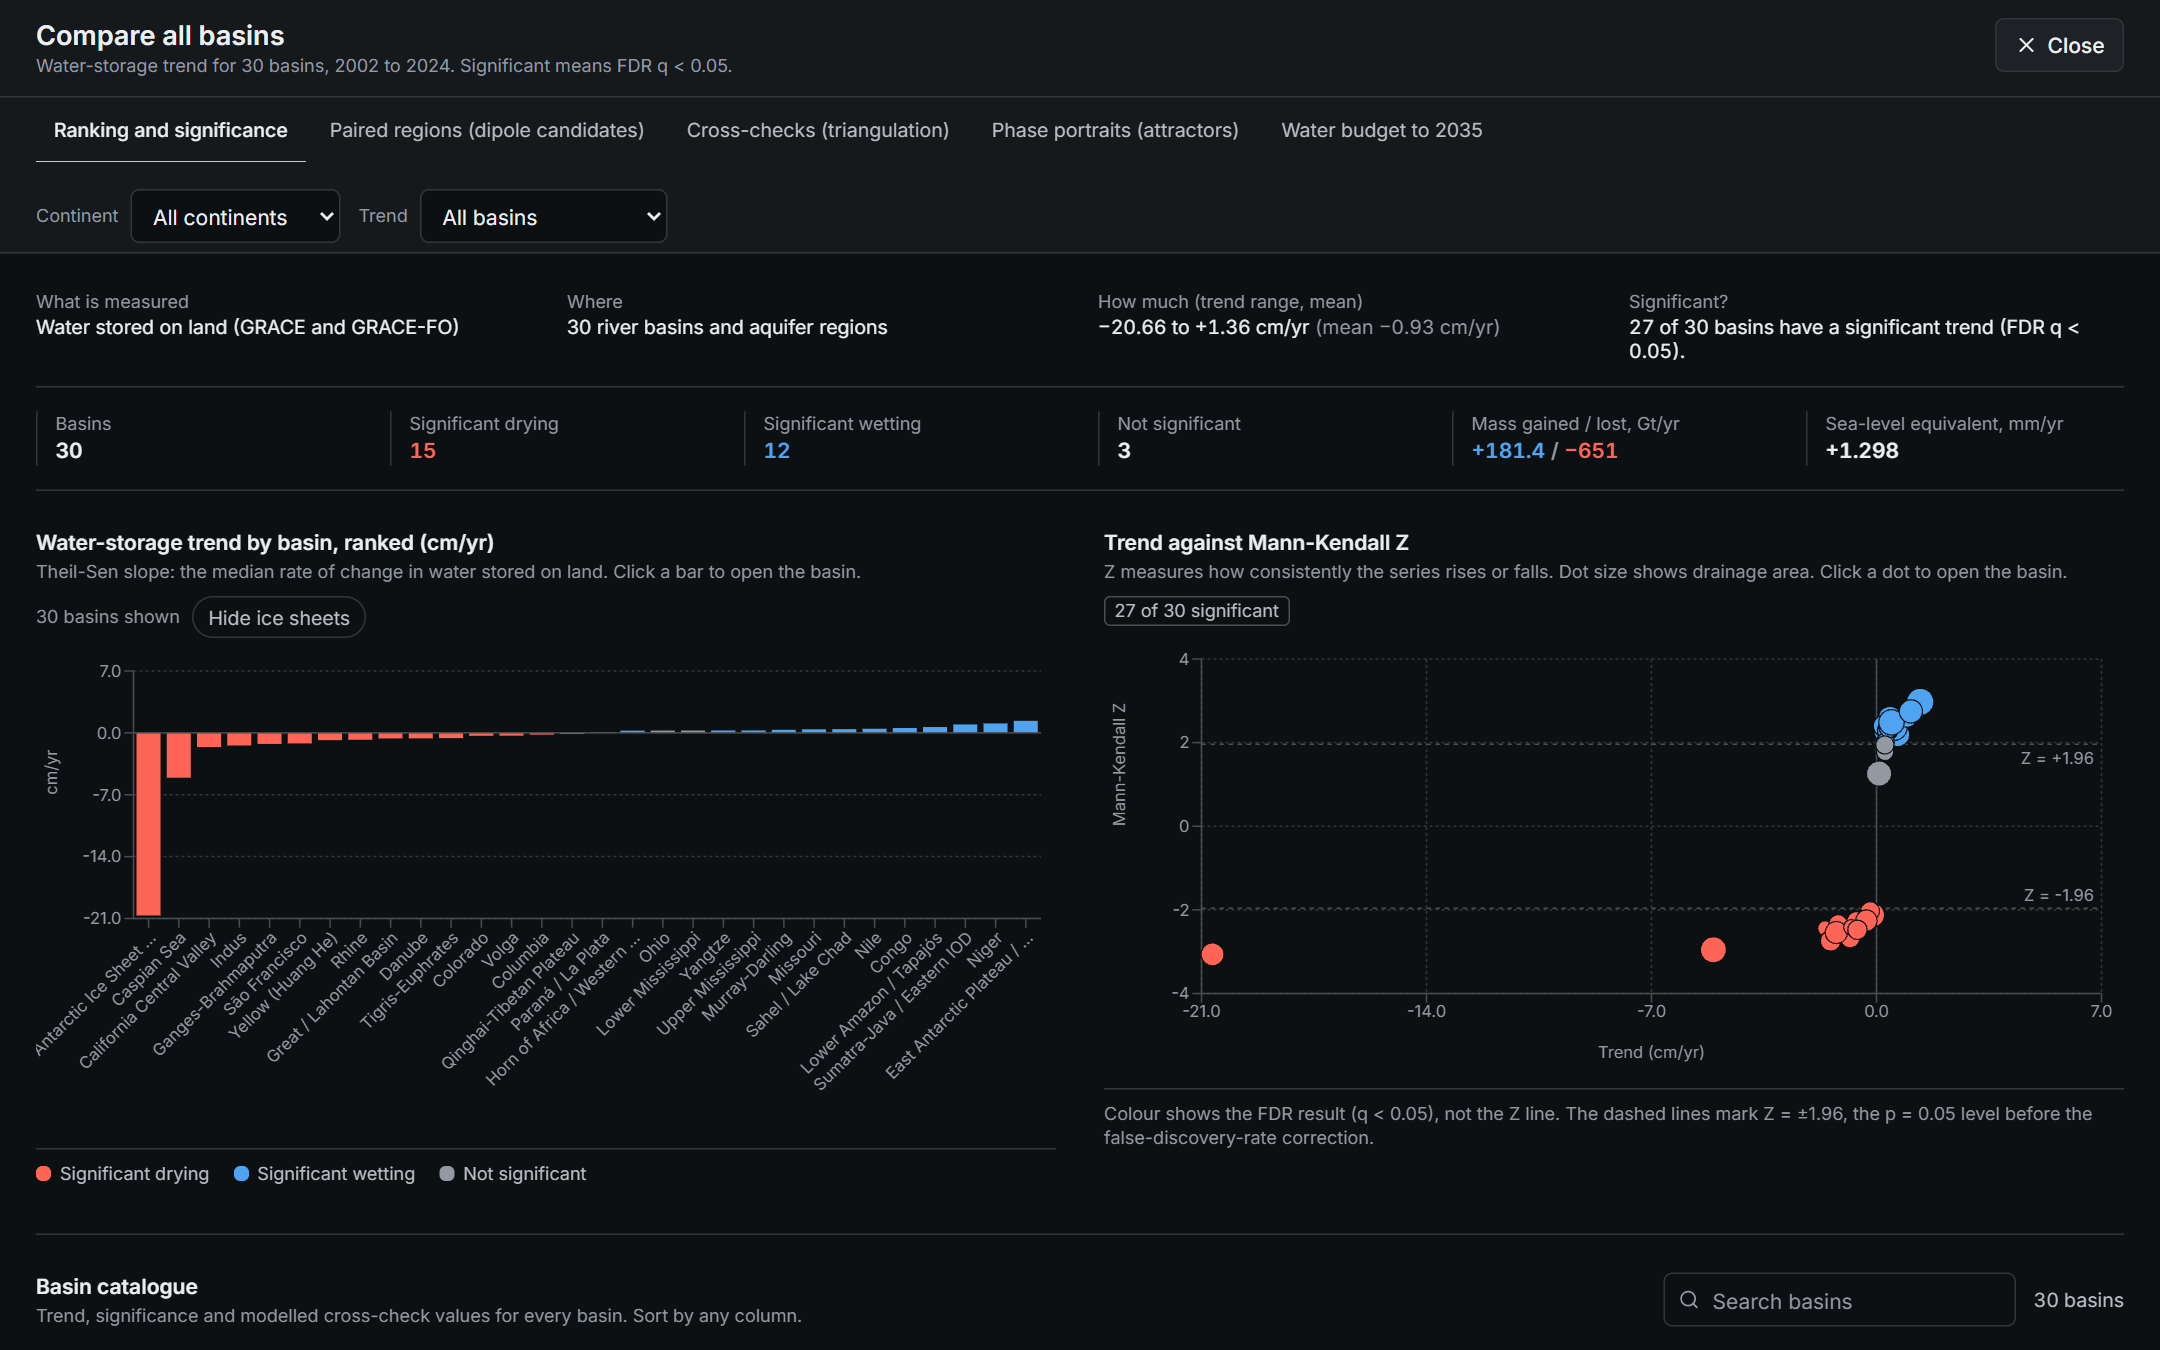 Compare all basins
Water-storage trend for 30 basins, 2002 to 2024. Significant means FDR q < 0.05.
Close
Ranking and significance
Paired regions (dipole candidates)
Cross-checks (triangulation)
Phase portraits (attractors)
Water budget to 2035
Continent
All continents
Trend
All basins
What is measured
Water stored on land (GRACE and GRACE-FO)
Where
30 river basins and aquifer regions
How much (trend range, mean)
−20.66 to +1.36 cm/yr (mean −0.93 cm/yr)
Significant?
27 of 30 basins have a significant trend (FDR q <
0.05).
Basins
30
Significant drying
15
Significant wetting
12
Not significant
3
Mass gained / lost, Gt/yr
+181.4 / −651
Sea-level equivalent, mm/yr
+1.298
Water-storage trend by basin, ranked (cm/yr)
Theil-Sen slope: the median rate of change in water stored on land. Click a bar to open the basin.
30 basins shown
Hide ice sheets
7.0
0.0
-7.0
-14.0
-21.0
cm/yr
Antarctic Ice Sheet ...
Caspian Sea
California Central Valley
Indus
Ganges-Brahmaputra
São Francisco
Yellow (Huang He)
Rhine
Great / Lahontan Basin
Danube
Tigris-Euphrates
Colorado
Volga
Columbia
Qinghai-Tibetan Plateau
Paraná / La Plata
Horn of Africa / Western ...
Ohio
Lower Mississippi
Yangtze
Upper Mississippi
Murray-Darling
Missouri
Sahel / Lake Chad
Nile
Congo
Lower Amazon / Tapajós
Sumatra-Java / Eastern IOD
Niger
East Antarctic Plateau / ...
Significant drying
Significant wetting
Not significant
Trend against Mann-Kendall Z
Z measures how consistently the series rises or falls. Dot size shows drainage area. Click a dot to open the basin.
27 of 30 significant
4
2
0
-2
-4
Mann-Kendall Z
Z = +1.96
Z = -1.96
-21.0
-14.0
-7.0
0.0
7.0
Trend (cm/yr)
Colour shows the FDR result (q < 0.05), not the Z line. The dashed lines mark Z = ±1.96, the p = 0.05 level before the
false-discovery-rate correction.
Basin catalogue
Trend, significance and modelled cross-check values for every basin. Sort by any column.
Search basins
30 basins